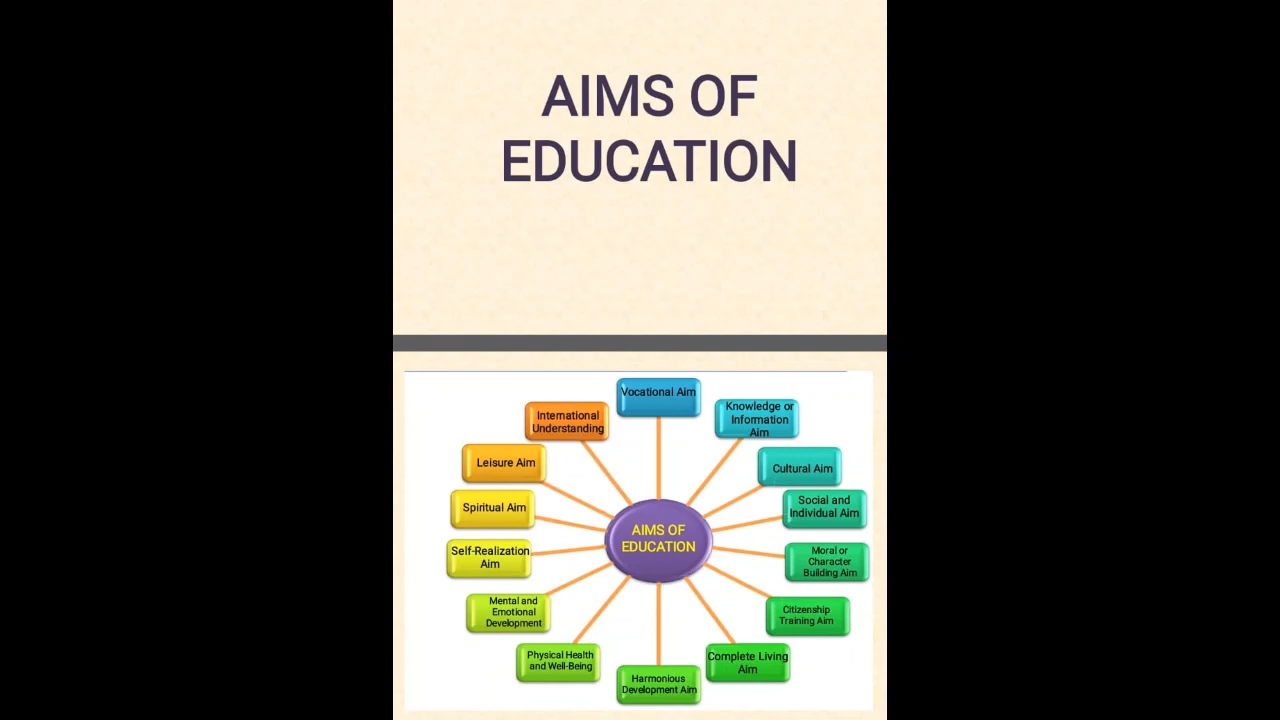 AIMS OF
EDUCATION
Vocational Aim
Knowledge or
Information
Aim
Cultural Aim
Social and
Individual Aim
Moral or
Character
Building Aim
Citizenship
Training Aim
Complete Living
Aim
Harmonious
Development Aim
Physical Health
and Well-Being
Mental and
Emotional
Development
Self-Realization
Aim
Spiritual Aim
Leisure Aim
International
Understanding
AIMS OF
EDUCATION